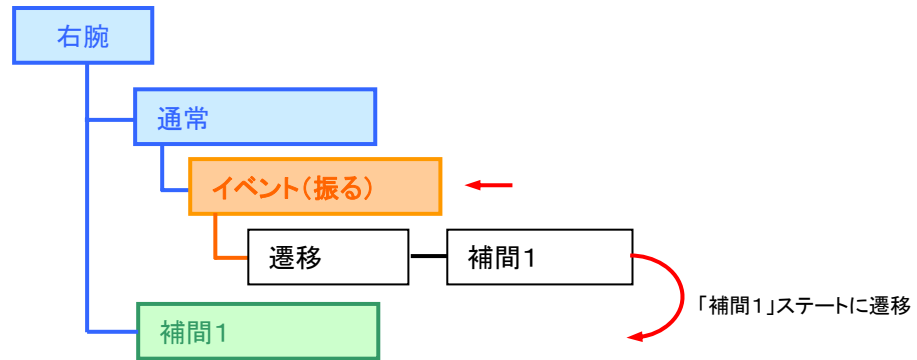 右腕
通常
イベント(振る)
遷移
補間1
「補間1」ステートに遷移
補間1